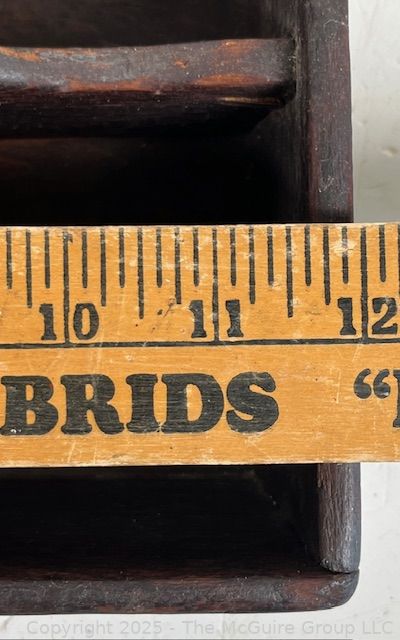 10 11 12
BRIDS "
Copyright 2025 - The McGuire Group LLC